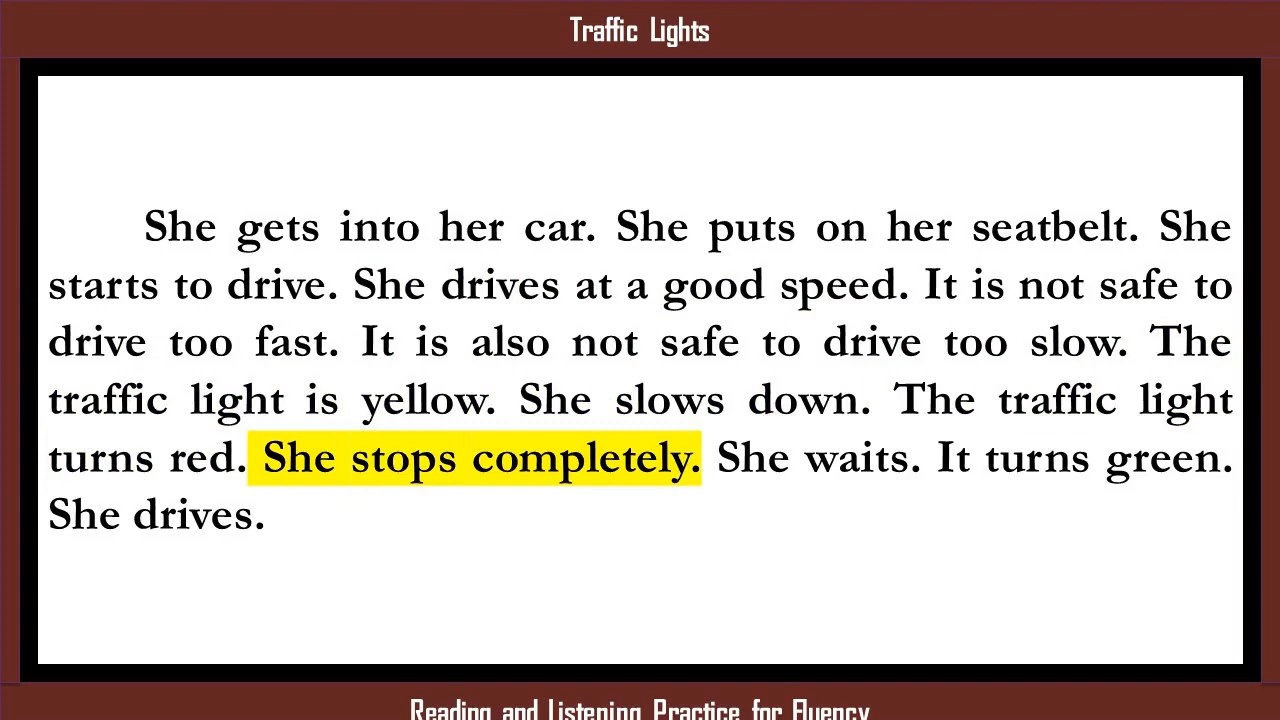 Traffic Lights
She gets into her car. She puts on her seatbelt. She
starts to drive. She drives at a good speed. It is not safe to
drive too fast. It is also not safe to drive too slow. The
traffic light is yellow. She slows down. The traffic light
turns red. She stops completely. She waits. It turns green.
She drives.
Reading and Listening Practice for Fluency